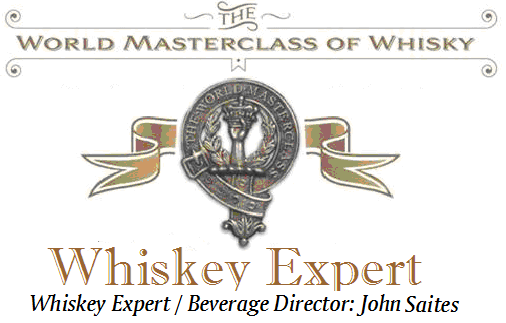 THE
WORLD MASTERCLASS OF WHISKY
THE WORLD MASTERCLASS
Whiskey Expert
Whiskey Expert / Beverage Director: John Saites